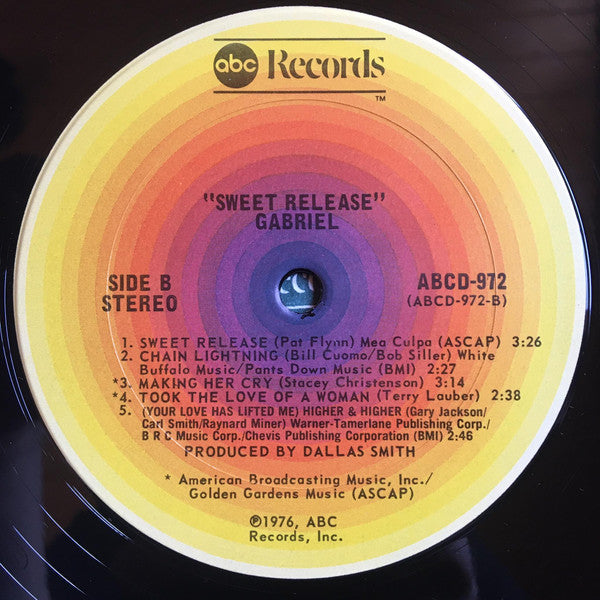 abc Records
TM
"SWEET RELEASE"
GABRIEL
SIDE B
STEREO
ABCD-972
(ABCD-972-B)
1. SWEET RELEASE (Pat Flynn) Mea Culpa (ASCAP) 3:26
2. CHAIN LIGHTNING (Bill Cuomo/Bob Siller) White
Buffalo Music/Pants Down Music (BMI) 2:27
*3. MAKING HER CRY (Stacey Christenson) 3:14
*4. TOOK THE LOVE OF A WOMAN (Terry Lauber) 2:38
5. (YOUR LOVE HAS LIFTED ME) HIGHER & HIGHER (Gary Jackson/
Carl Smith/Raynard Miner) Warner-Tamerlane Publishing Corp./
B R C Music Corp./Chevis Publishing Corporation (BMI) 2:46
PRODUCED BY DALLAS SMITH
* American Broadcasting Music, Inc./
Golden Gardens Music (ASCAP)
℗1976, ABC
Records, Inc.